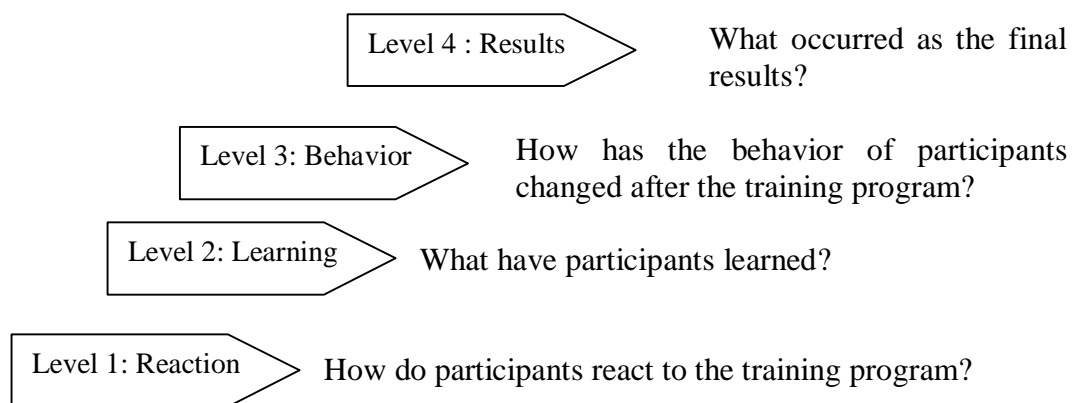 Level 4 : Results
What occurred as the final
results?
Level 3: Behavior
How has the behavior of participants
changed after the training program?
Level 2: Learning
What have participants learned?
Level 1: Reaction
How do participants react to the training program?